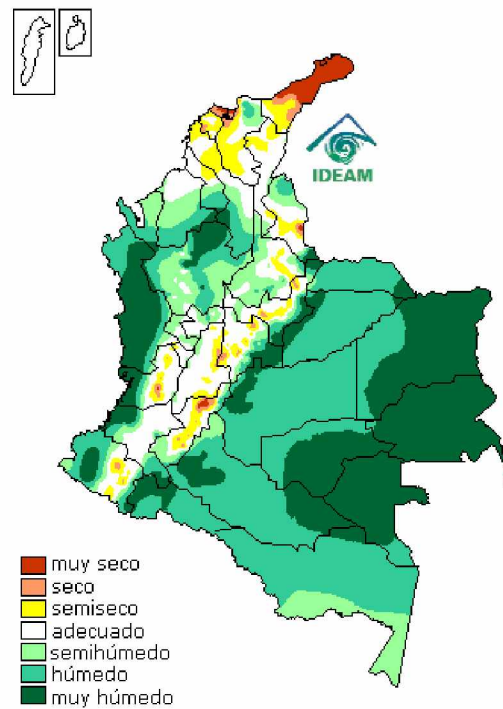 IDEAM
muy seco
seco
semiseco
adecuado
semihúmedo
húmedo
muy húmedo